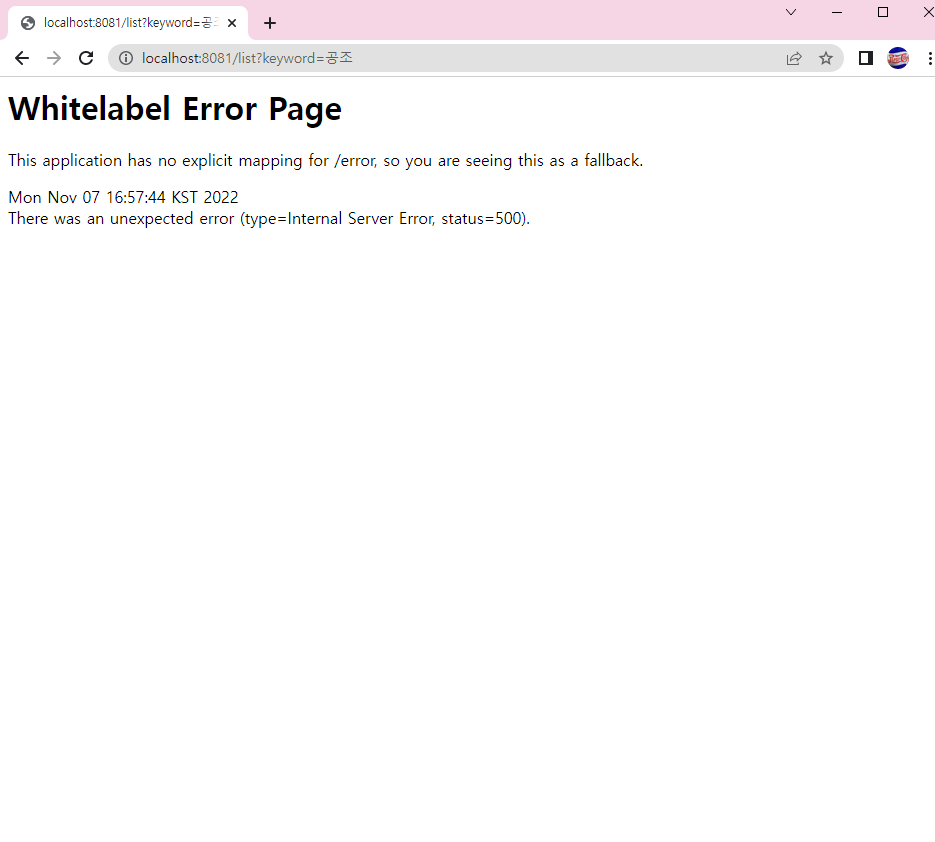 localhost:8081/list?keyword=공조
localhost:8081/list?keyword=공조
Whitelabel Error Page
This application has no explicit mapping for /error, so you are seeing this as a fallback.
Mon Nov 07 16:57:44 KST 2022
There was an unexpected error (type=Internal Server Error, status=500).